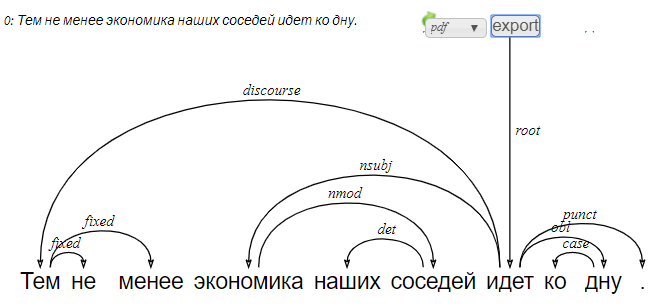 0: Тем не менее экономика наших соседей идет ко дну.
pdf ▼ export
discourse
root
nsubj
nmod
fixed
punct
det
obl
fixed
case
Тем не менее экономика наших соседей идет ко дну .